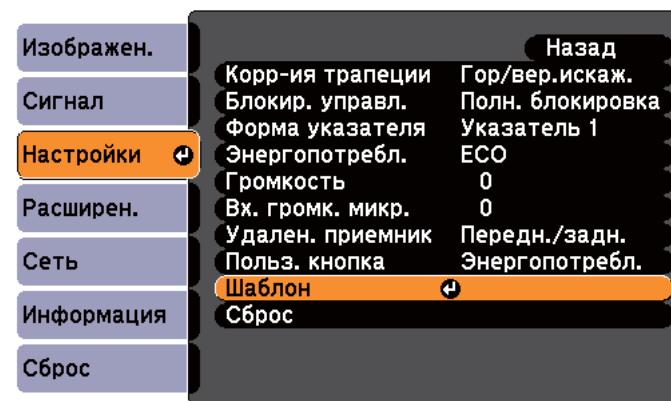 Изображен.
Сигнал
Настройки
Расширен.
Сеть
Информация
Сброс
Назад
Корр-ия трапеции Гор/вер.искаж.
Блокир. управл. Полн. блокировка
Форма указателя Указатель 1
Энергопотребл. ECO
Громкость 0
Вх. громк. микр. 0
Удален. приемник Передн./задн.
Польз. кнопка Энергопотребл.
Шаблон
Сброс